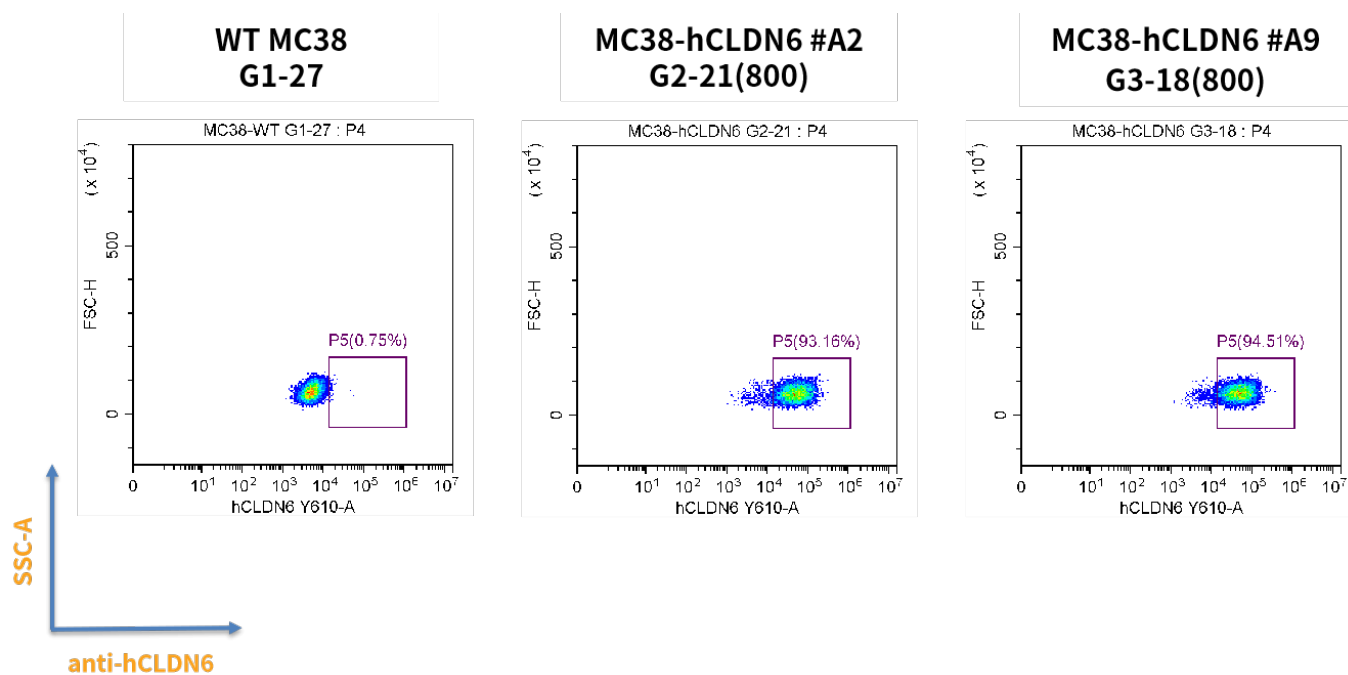 WT MC38
G1-27
MC38-hCLDN6 #A2
G2-21(800)
MC38-hCLDN6 #A9
G3-18(800)
MC38-WT G1-27 : P4
(x 10⁴)
500
0
FSC-H
P5(0.75%)
0 10¹ 10² 10³ 10⁴ 10⁵ 10⁶ 10⁷
hCLDN6 Y610-A
MC38-hCLDN6 G2-21 : P4
(x 10⁴)
500
0
FSC-H
P5(93.16%)
0 10¹ 10² 10³ 10⁴ 10⁵ 10⁶ 10⁷
hCLDN6 Y610-A
MC38-hCLDN6 G3-18 : P4
(x 10⁴)
500
0
FSC-H
P5(94.51%)
0 10¹ 10² 10³ 10⁴ 10⁵ 10⁶ 10⁷
hCLDN6 Y610-A
SSC-A
anti-hCLDN6